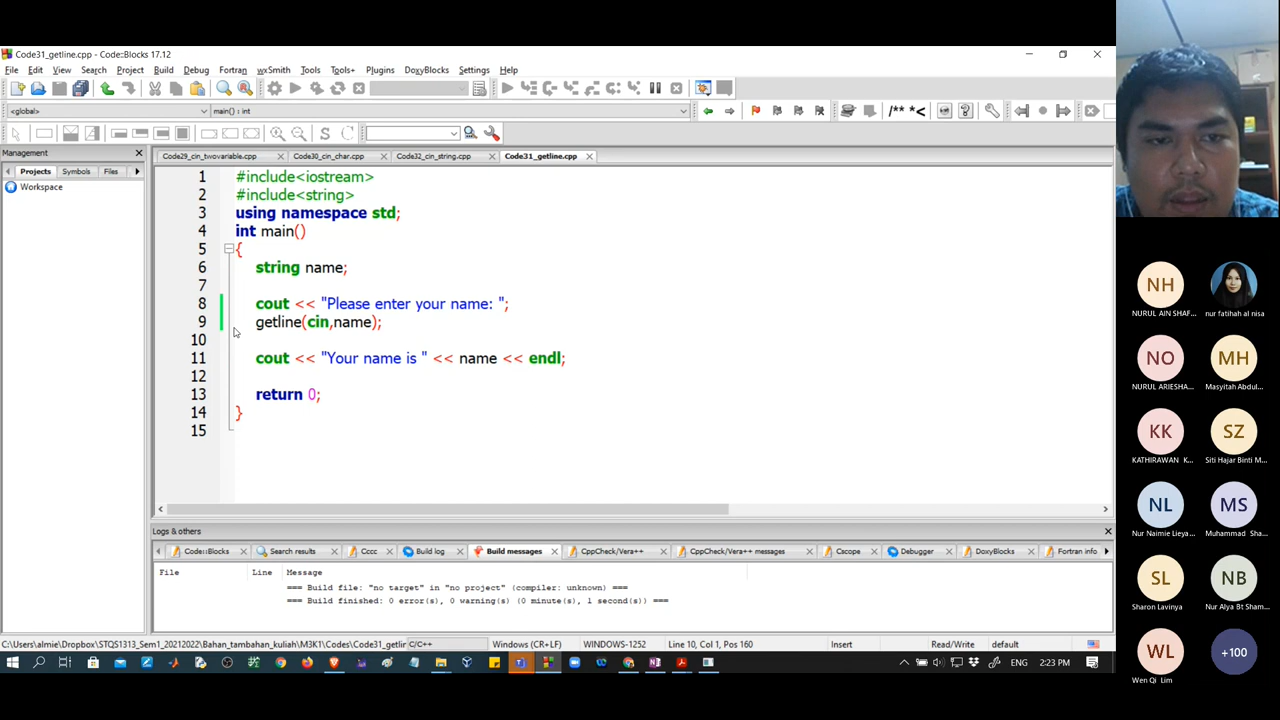 Code31_getline.cpp - Code::Blocks 17.12
File Edit View Search Project Build Debug Fortran wxSmith Tools Tools+ Plugins DoxyBlocks Settings Help
<global> main() : int
Management
Projects Symbols Files
Workspace
Code29_cin_twovariable.cpp Code30_cin_char.cpp Code32_cin_string.cpp Code31_getline.cpp
1 #include<iostream>
2 #include<string>
3 using namespace std;
4 int main()
5 {
6 string name;
7
8 cout << "Please enter your name: ";
9 getline(cin,name);
10
11 cout << "Your name is " << name << endl;
12
13 return 0;
14 }
15
Logs & others
Code::Blocks Search results Cccc Build log Build messages CppCheck/Vera++ CppCheck/Vera++ messages Cscope Debugger DoxyBlocks Fortran info
File Line Message
=== Build file: "no target" in "no project" (compiler: unknown) ===
=== Build finished: 0 error(s), 0 warning(s) (0 minute(s), 1 second(s)) ===
C:\Users\almie\Dropbox\STQS1313_Sem1_20212022\Bahan_tambahan_kuliah\M3K1\Codes\Code31_getlir C/C++ Windows (CR+LF) WINDOWS-1252 Line 10, Col 1, Pos 160 Insert Read/Write default
ENG 2:23 PM
NH
NURUL AIN SHAF... nur fatihah al nisa
NO MH
NURUL ARIESHA... Masyitah Abdul...
KK SZ
KATHIRAWAN K... Siti Hajar Binti M...
NL MS
Nur Naimie Lieya... Muhammad Sha...
SL NB
Sharon Lavinya Nur Alya Bt Sham...
WL +100
Wen Qi Lim